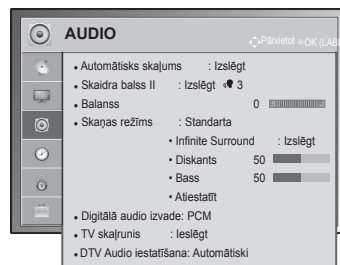 AUDIO
Pārvietot OK (LAB
• Automātisks skaļums : Izslēgt
• Skaidra balss II : Izslēgt 3
• Balanss 0
• Skaņas režīms : Standarta
• Infinite Surround : Izslēgt
• Diskants 50
• Bass 50
• Atiestatīt
• Digitālā audio izvade: PCM
• TV skaļrunis : Ieslēgt
• DTV Audio iestatīšana: Automātiski